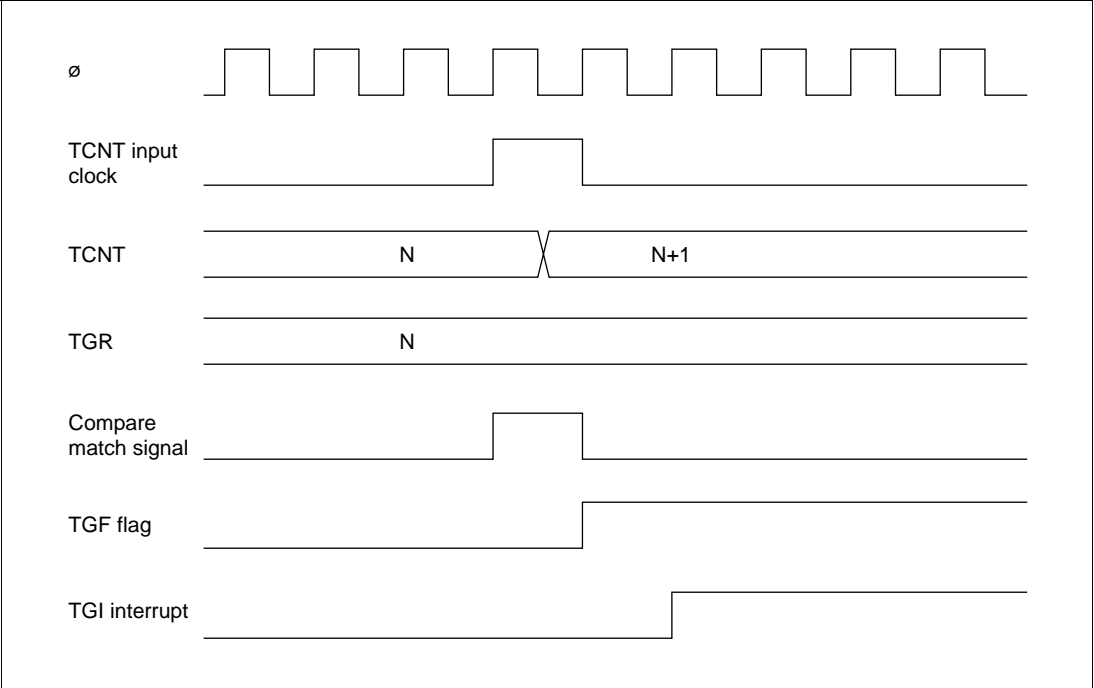 ø
TCNT input
clock
TCNT
N
N+1
TGR
N
Compare
match signal
TGF flag
TGI interrupt